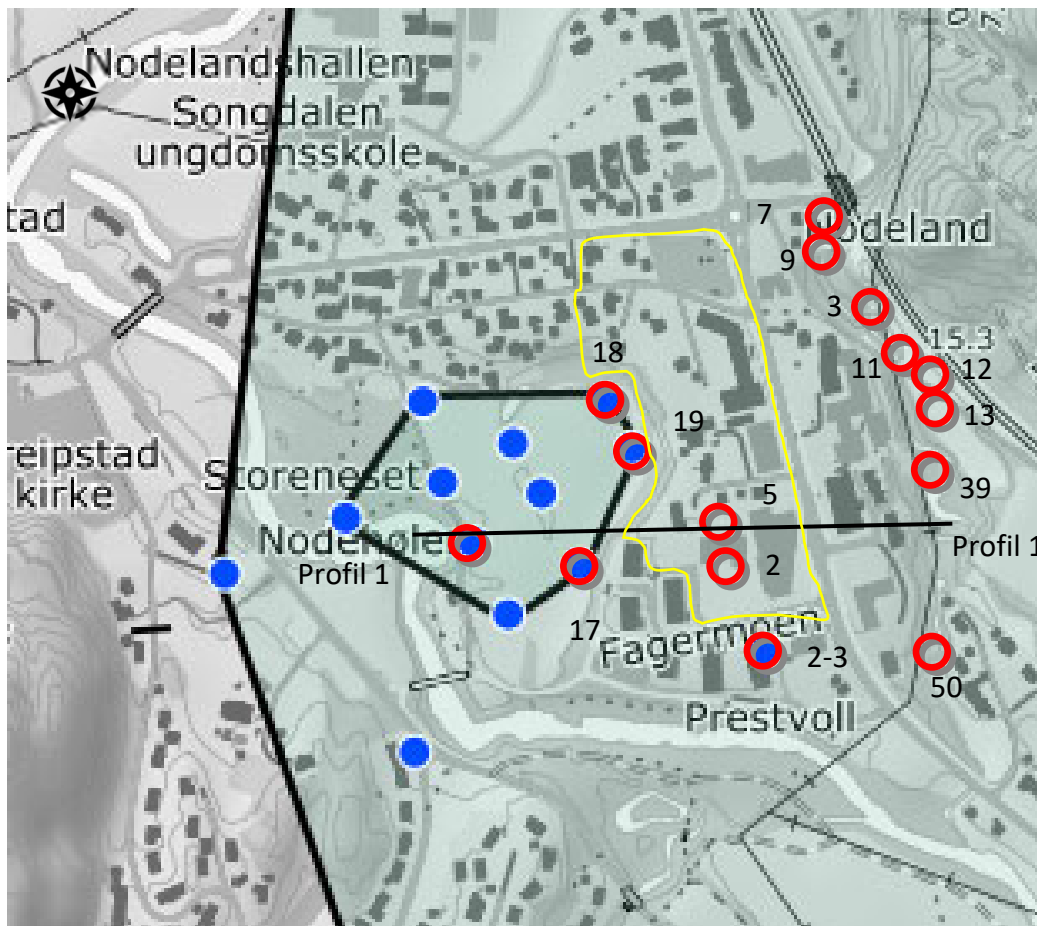 Nodelandshallen
Songdalen
ungdomsskole
tad
7
Nodeland
9
3
15.3
18
11
12
13
19
reipstad
kirke
Storeneset
39
5
Nodehølen
Profil 1
Profil 1
2
17
Fagermoen
2-3
50
Prestvoll